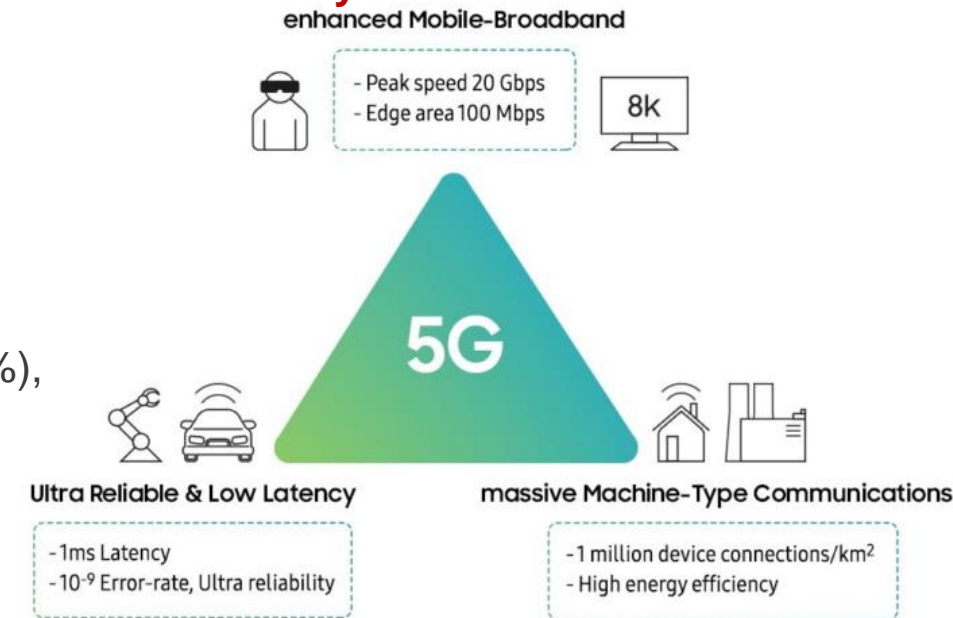 enhanced Mobile-Broadband
- Peak speed 20 Gbps
- Edge area 100 Mbps
8k
5G
%),
Ultra Reliable & Low Latency
- 1ms Latency
- 10⁻⁹ Error-rate, Ultra reliability
massive Machine-Type Communications
- 1 million device connections/km²
- High energy efficiency